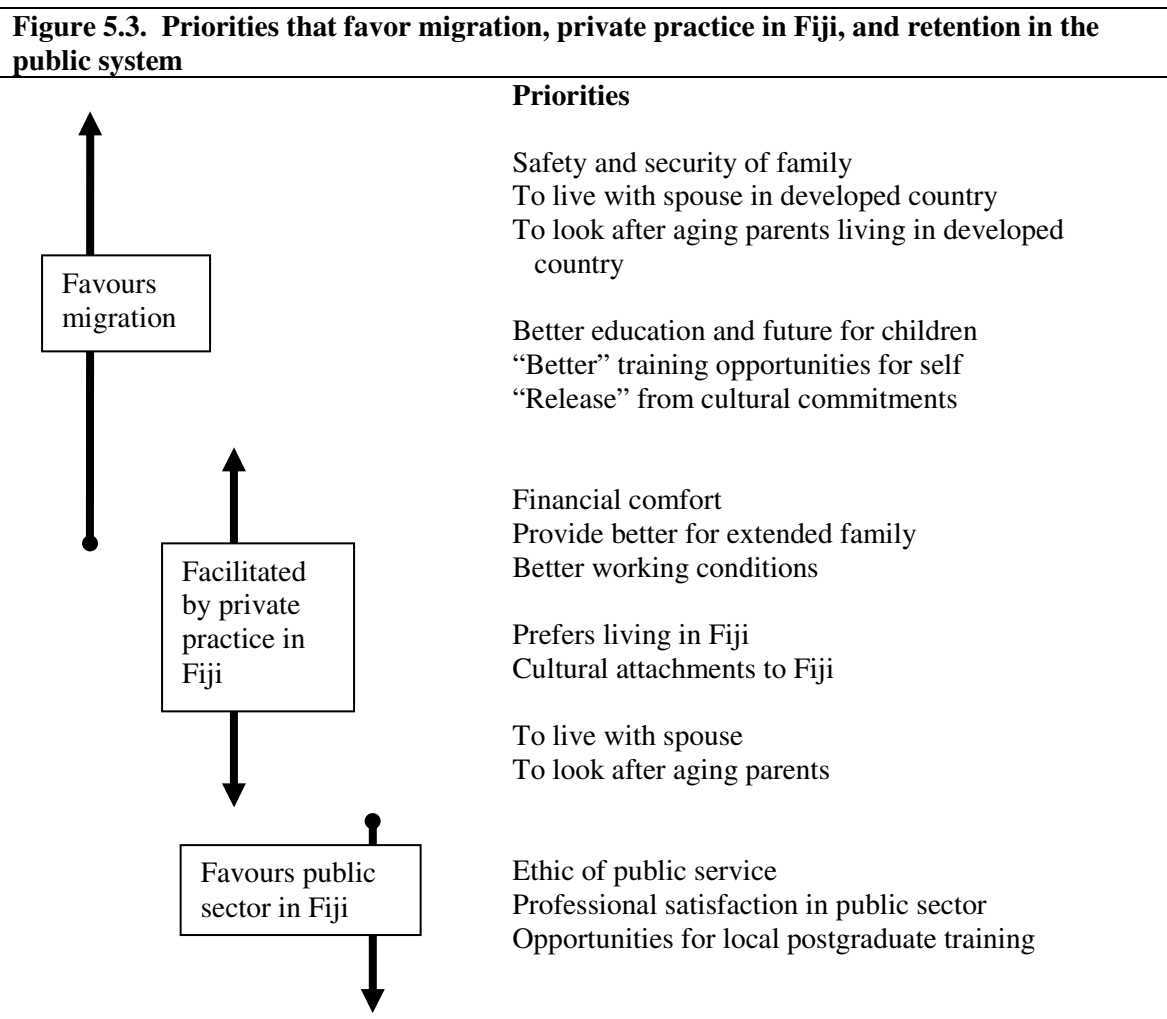 Figure 5.3. Priorities that favor migration, private practice in Fiji, and retention in the
public system
Priorities
Safety and security of family
To live with spouse in developed country
To look after aging parents living in developed
country
Favours
migration
Better education and future for children
“Better” training opportunities for self
“Release” from cultural commitments
Financial comfort
Provide better for extended family
Better working conditions
Facilitated
by private
practice in
Fiji
Prefers living in Fiji
Cultural attachments to Fiji
To live with spouse
To look after aging parents
Favours public
sector in Fiji
Ethic of public service
Professional satisfaction in public sector
Opportunities for local postgraduate training